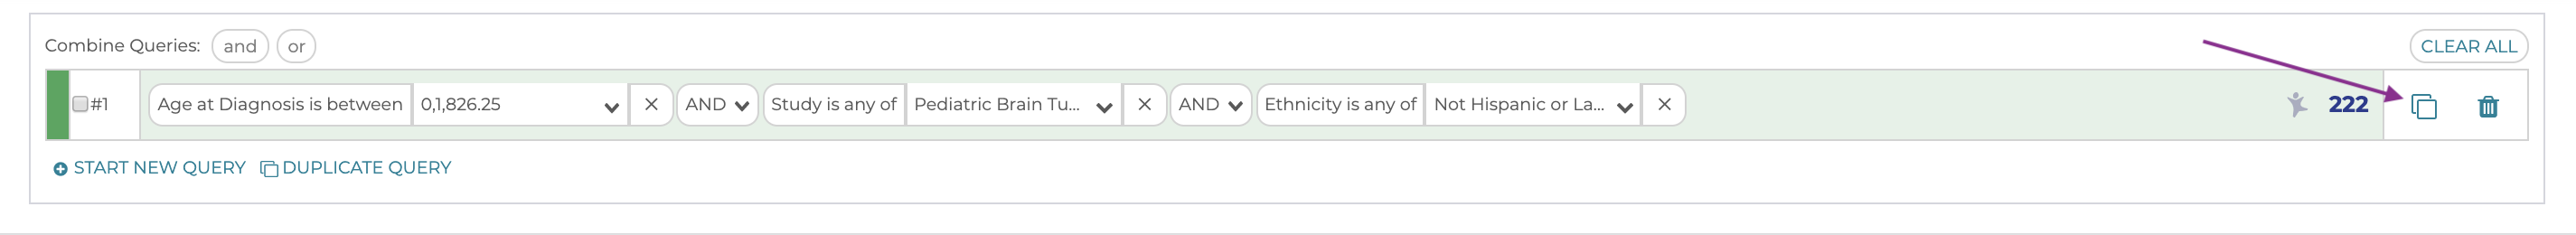 Combine Queries: and or CLEAR ALL
#1 Age at Diagnosis is between 0,1,826.25 × AND Study is any of Pediatric Brain Tu... × AND Ethnicity is any of Not Hispanic or La... × 222
START NEW QUERY DUPLICATE QUERY